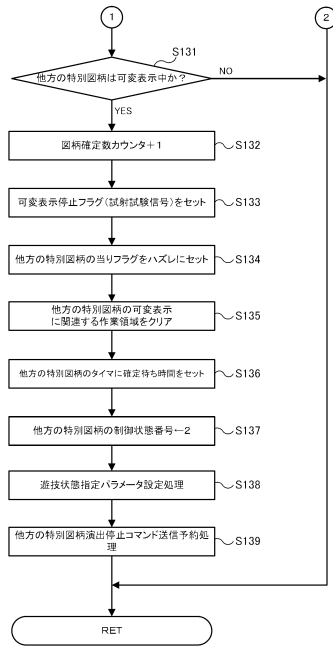 1
2
S131
他方の特別図柄は可変表示中か?
NO
YES
図柄確定数カウンタ+1
S132
可変表示停止フラグ(試射試験信号)をセット
S133
他方の特別図柄の当りフラグをハズレにセット
S134
他方の特別図柄の可変表示
に関連する作業領域をクリア
S135
他方の特別図柄のタイマに確定待ち時間をセット
S136
他方の特別図柄の制御状態番号←2
S137
遊技状態指定パラメータ設定処理
S138
他方の特別図柄演出停止コマンド送信予約処
理
S139
RET